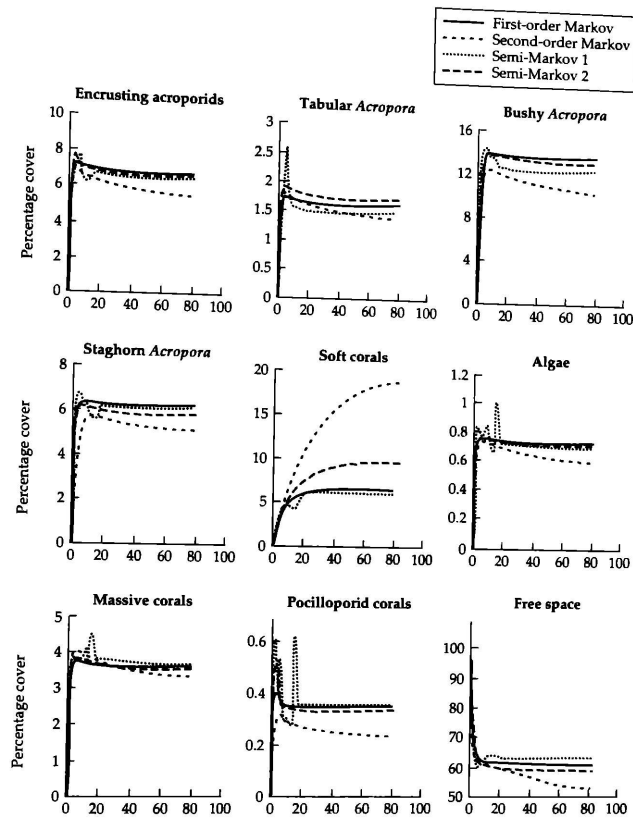 First-order Markov
Second-order Markov
Semi-Markov 1
Semi-Markov 2
Encrusting acroporids
Tabular Acropora
Bushy Acropora
Percentage cover
10
8
6
4
2
0
0 20 40 60 80 100
3
2.5
2
1.5
1
0.5
0
0 20 40 60 80 100
16
12
8
4
0
0 20 40 60 80 100
Staghorn Acropora
Soft corals
Algae
8
6
4
2
0
0 20 40 60 80 100
20
15
10
5
0
0 20 40 60 80 100
1.2
1.0
0.8
0.6
0.4
0.2
0
0 20 40 60 80 100
Massive corals
Pocilloporid corals
Free space
Percentage cover
5
4
3
2
1
0
0 20 40 60 80 100
0.6
0.4
0.2
0
0 20 40 60 80 100
100
90
80
70
60
50
0 20 40 60 80 100